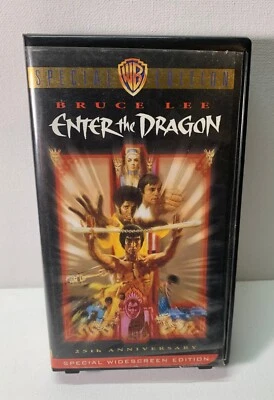 SPECIAL WB EDITION
BRUCE LEE
ENTER the DRAGON
25th ANNIVERSARY
SPECIAL WIDESCREEN EDITION